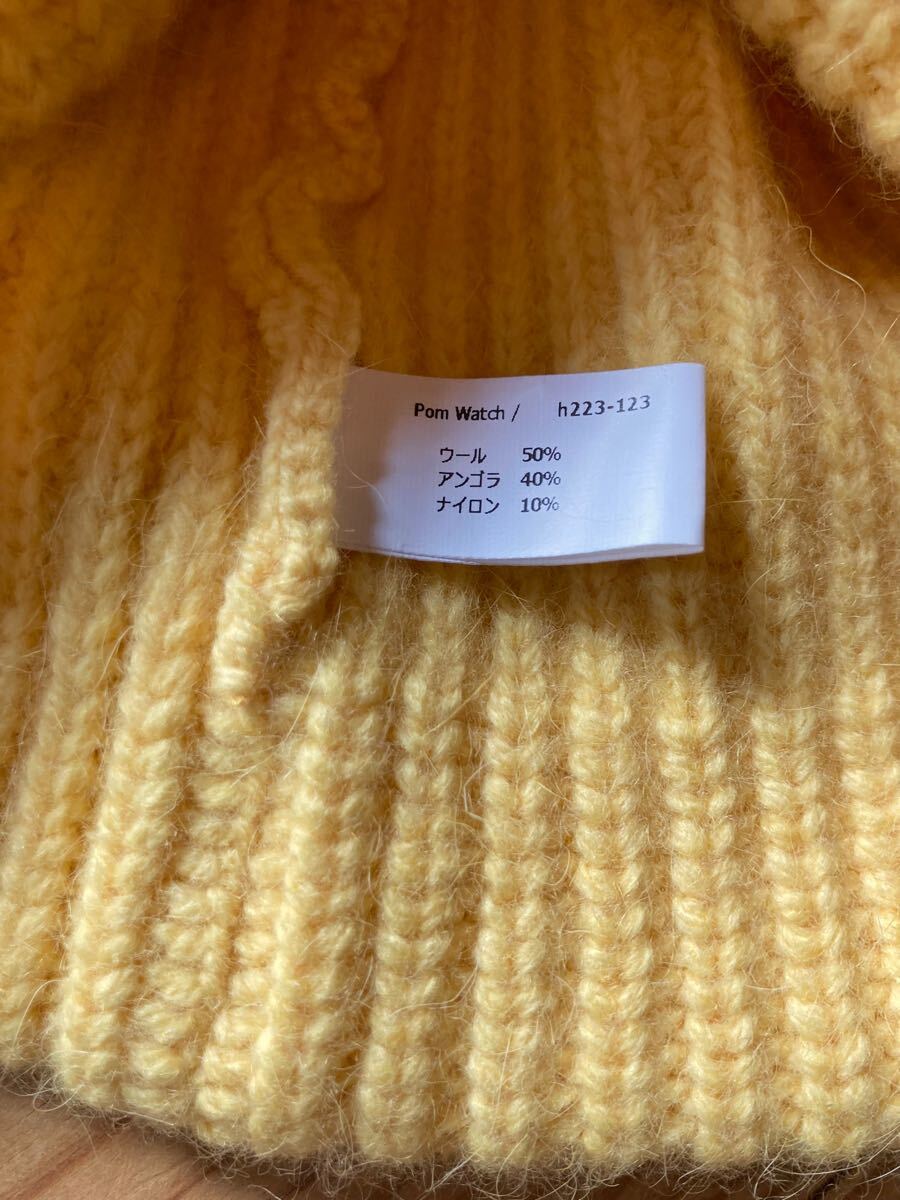 Pom Watch / h223-123
ウール 50%
アンゴラ 40%
ナイロン 10%